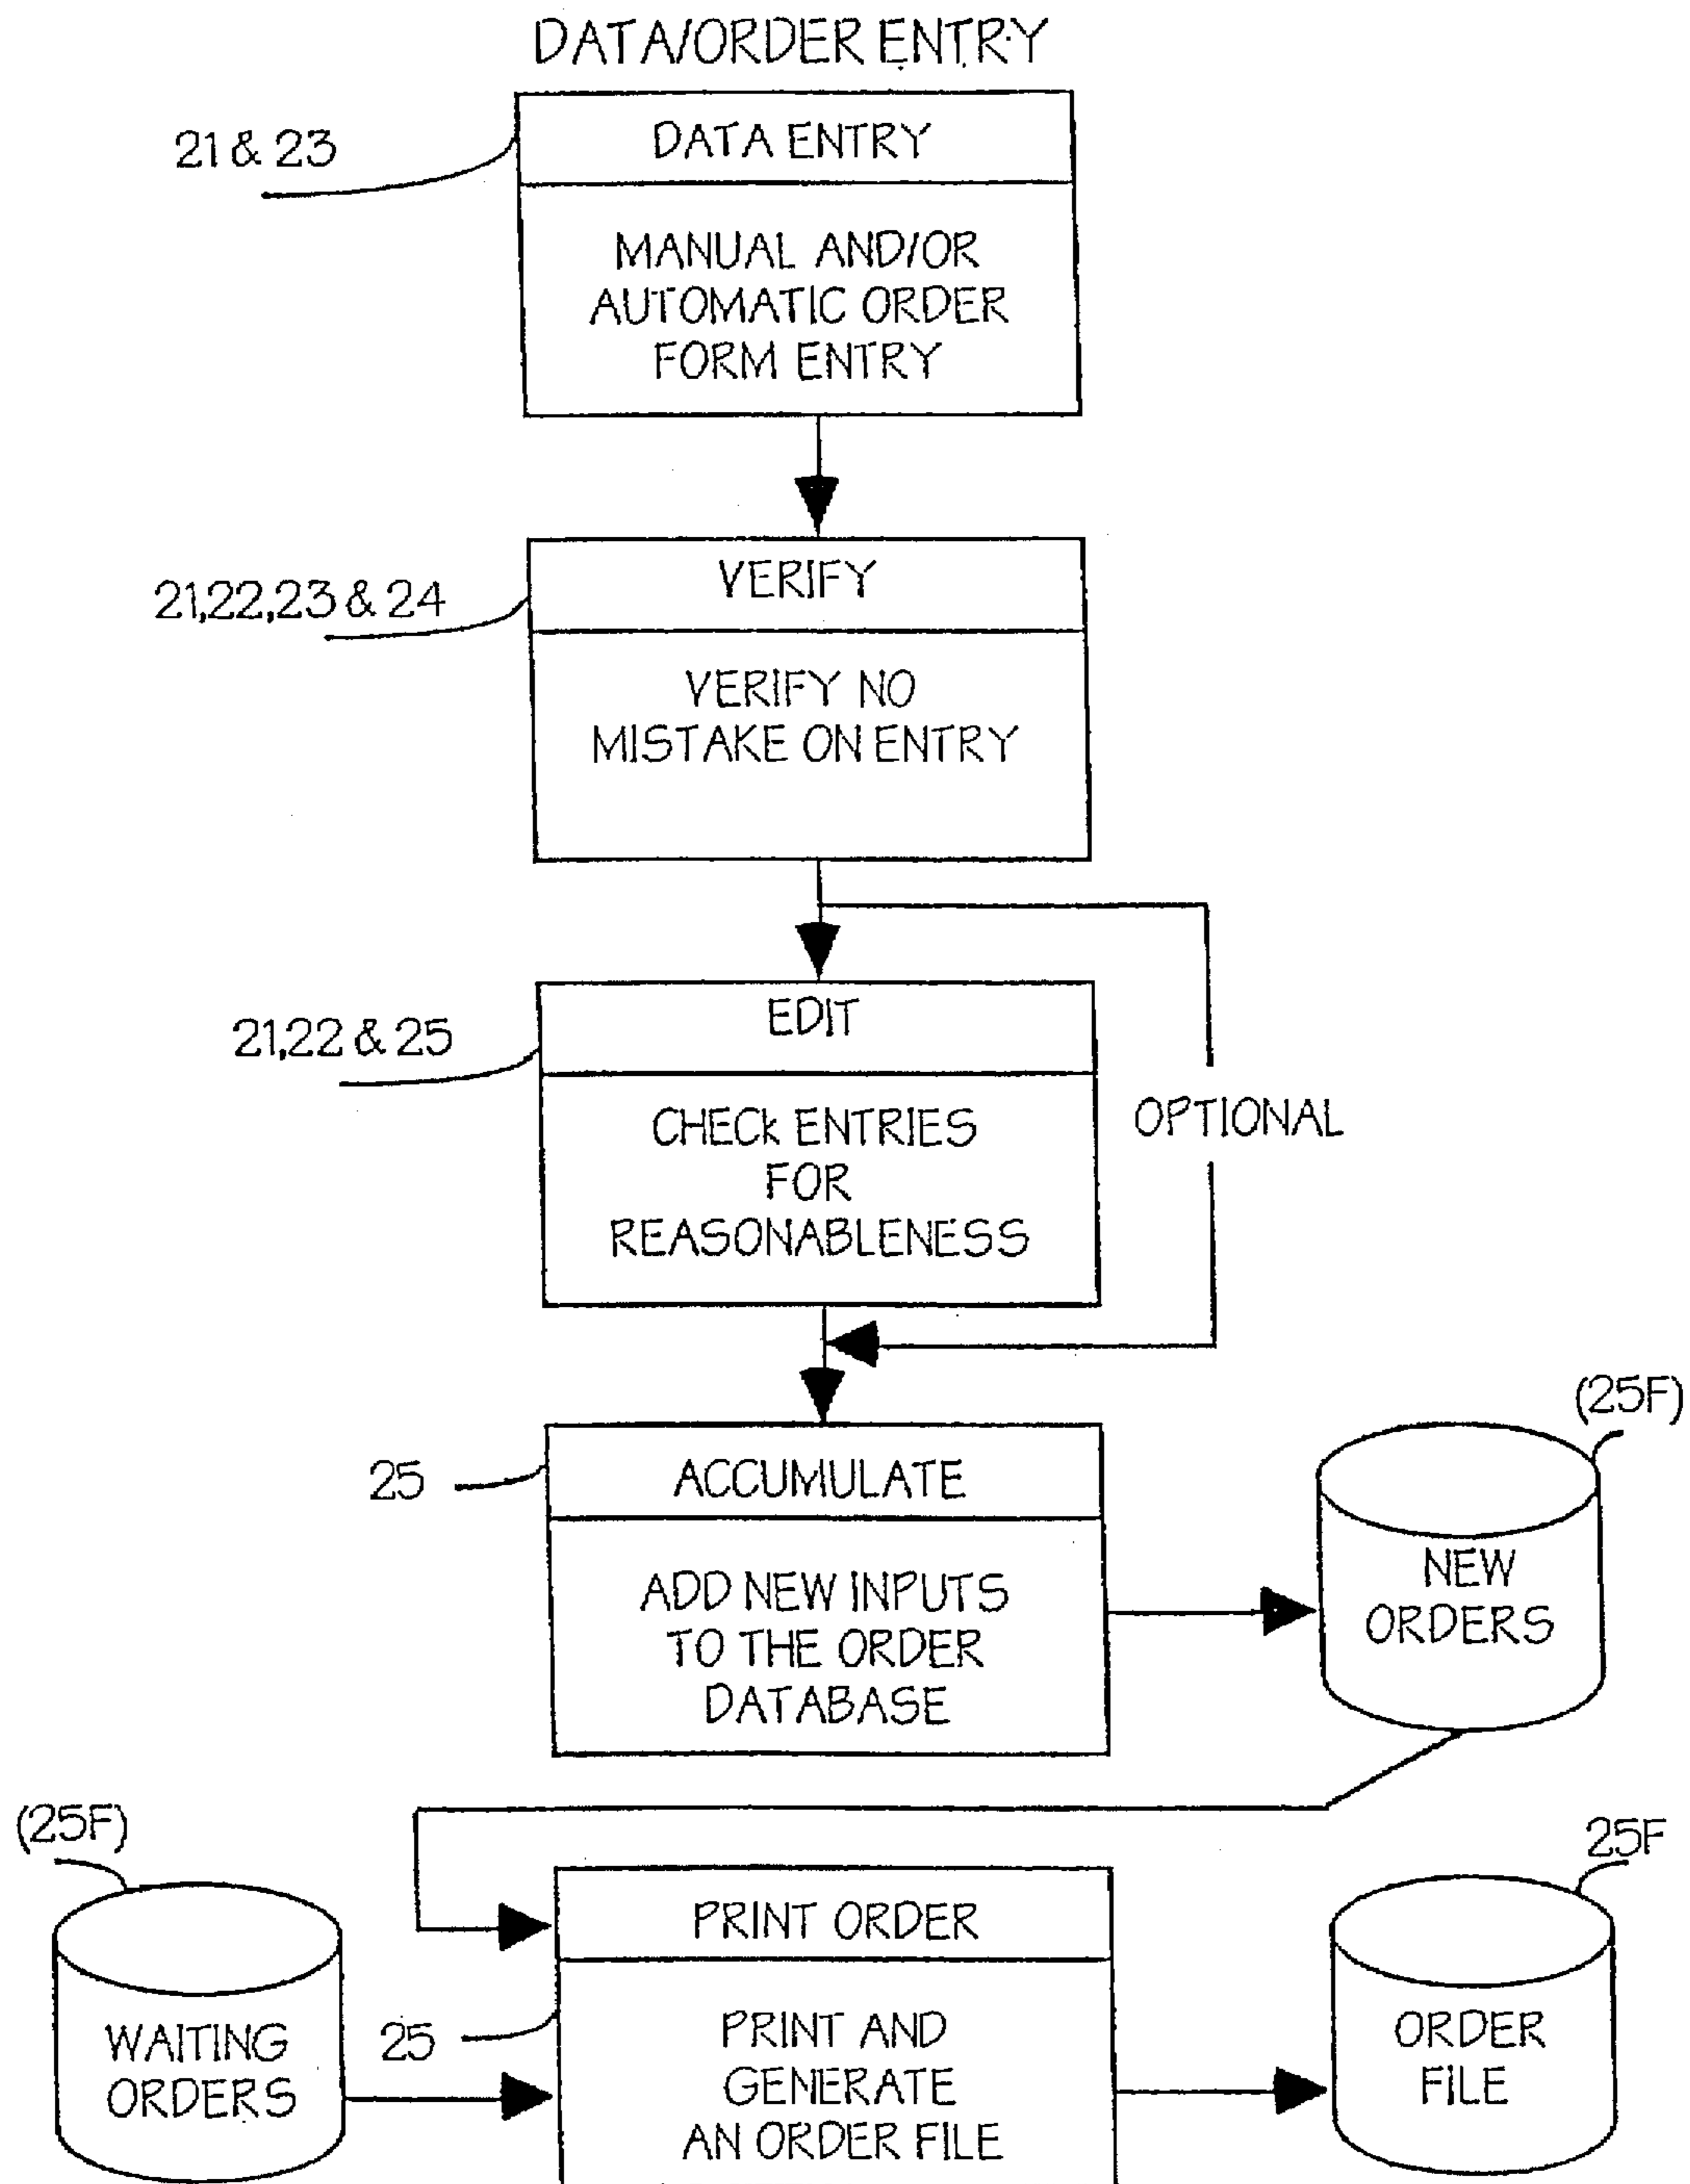 DATA/ORDER ENTRY
21 & 23
DATA ENTRY
MANUAL AND/OR
AUTOMATIC ORDER
FORM ENTRY
21,22,23 & 24
VERIFY
VERIFY NO
MISTAKE ON ENTRY
21,22 & 25
EDIT
CHECk ENTRIES
FOR
REASONABLENESS
OPTIONAL
25
ACCUMULATE
ADD NEW INPUTS
TO THE ORDER
DATABASE
(25F)
NEW
ORDERS
(25F)
WAITING
ORDERS
25
PRINT ORDER
PRINT AND
GENERATE
AN ORDER FILE
25F
ORDER
FILE